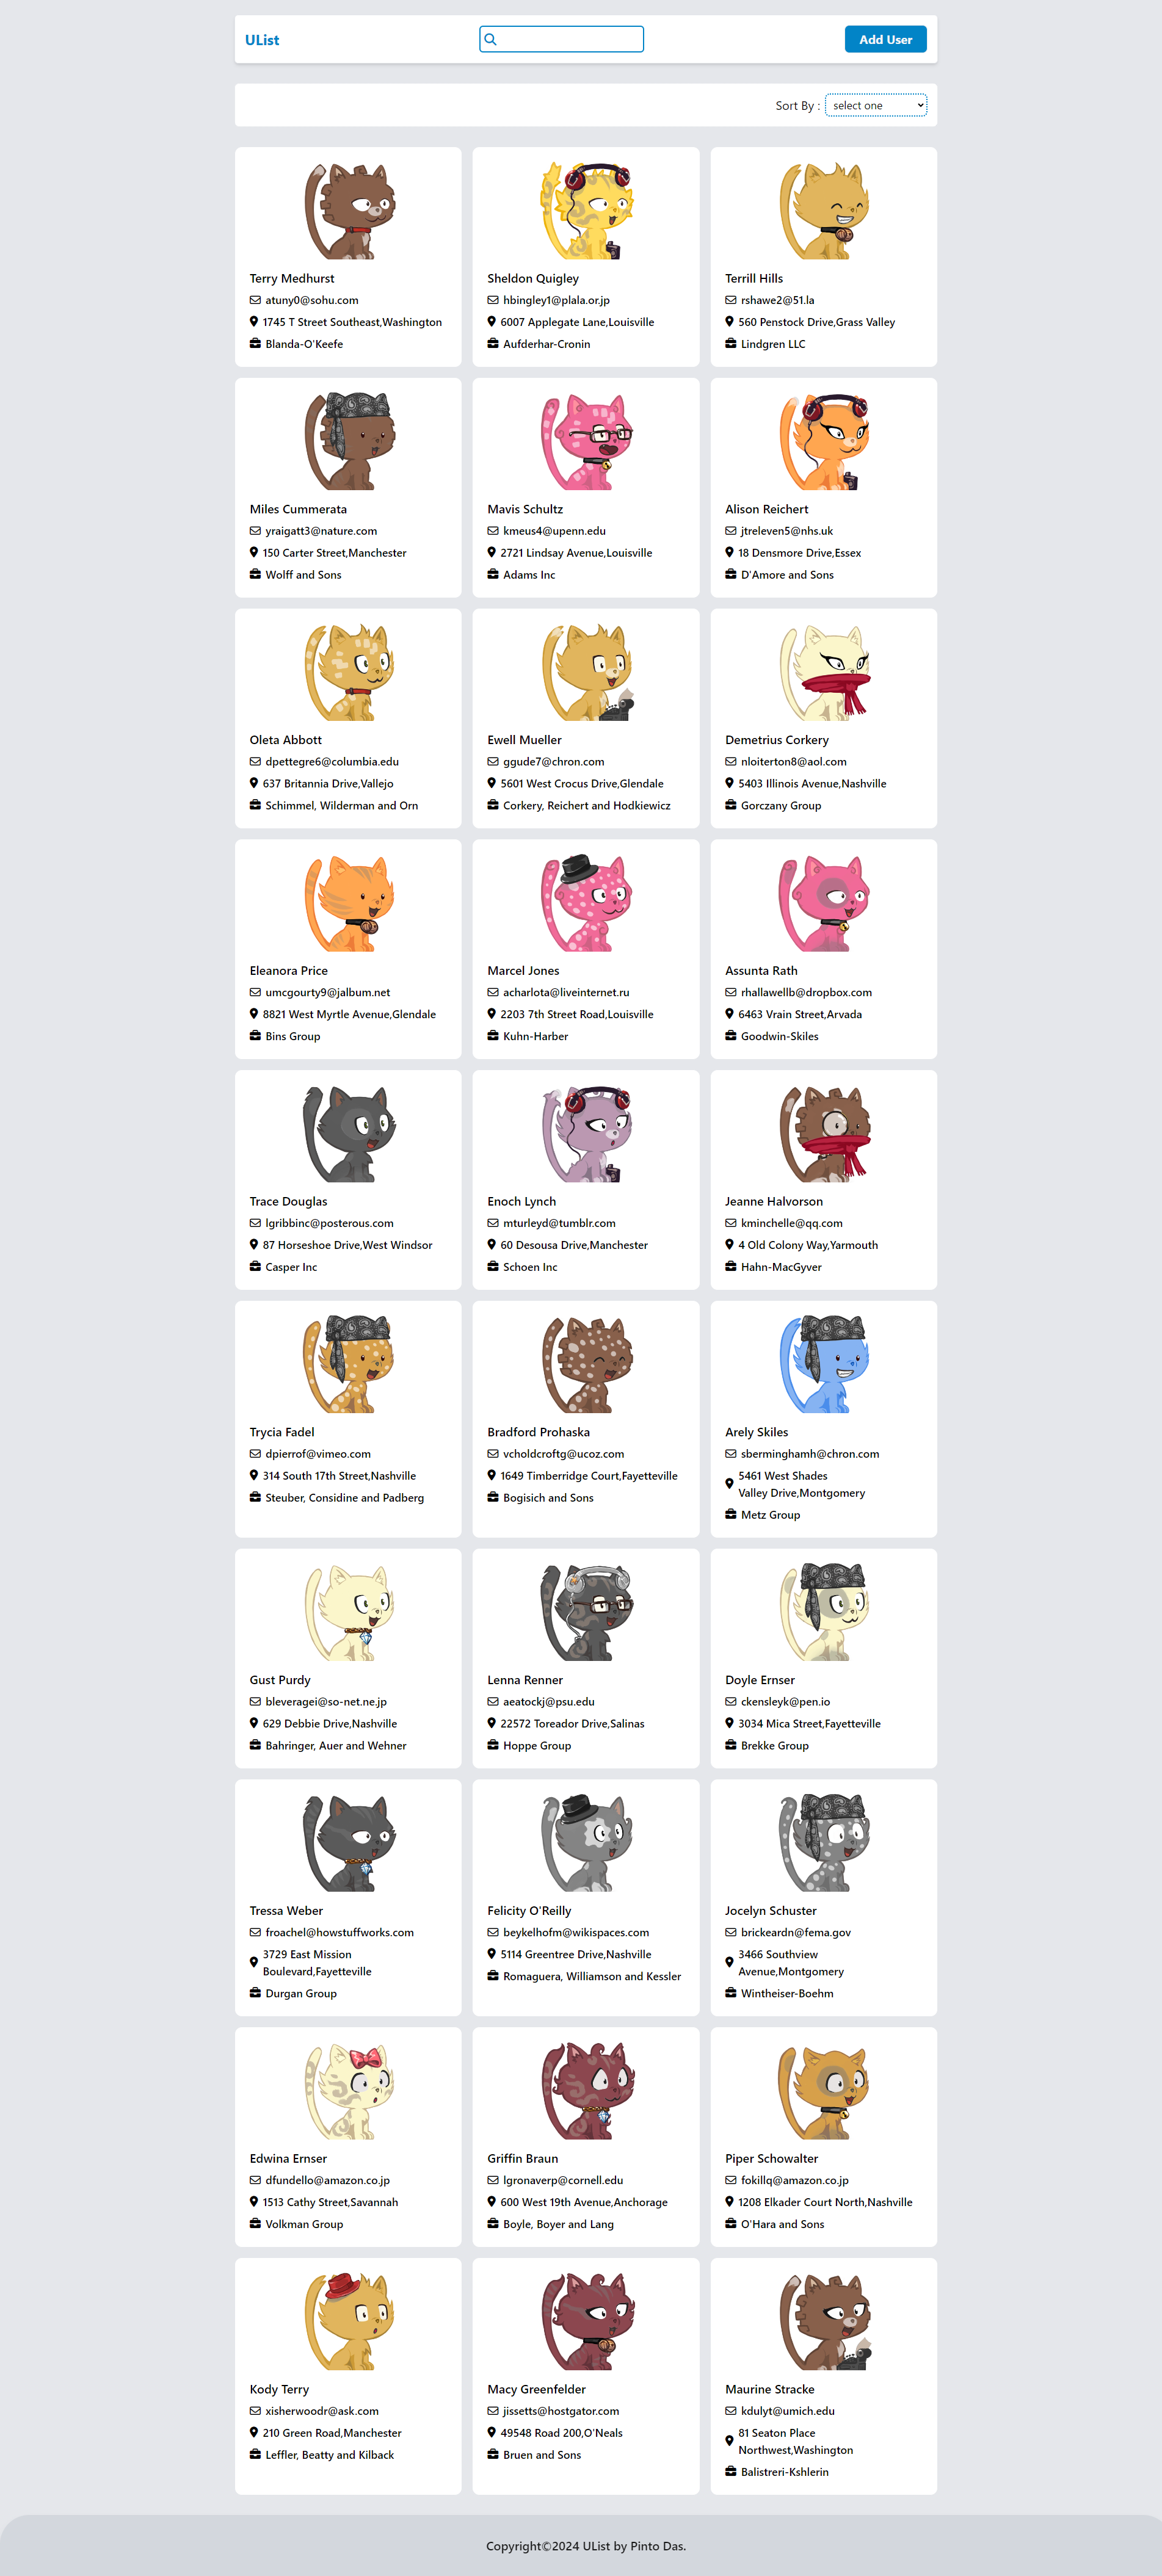 UList
Add User
Sort By :
select one
Terry Medhurst
atuny0@sohu.com
1745 T Street Southeast,Washington
Blanda-O'Keefe
Sheldon Quigley
hbingley1@plala.or.jp
6007 Applegate Lane,Louisville
Aufderhar-Cronin
Terrill Hills
rshawe2@51.la
560 Penstock Drive,Grass Valley
Lindgren LLC
Miles Cummerata
yraigatt3@nature.com
150 Carter Street,Manchester
Wolff and Sons
Mavis Schultz
kmeus4@upenn.edu
2721 Lindsay Avenue,Louisville
Adams Inc
Alison Reichert
jtreleven5@nhs.uk
18 Densmore Drive,Essex
D'Amore and Sons
Oleta Abbott
dpettegre6@columbia.edu
637 Britannia Drive,Vallejo
Schimmel, Wilderman and Orn
Ewell Mueller
ggude7@chron.com
5601 West Crocus Drive,Glendale
Corkery, Reichert and Hodkiewicz
Demetrius Corkery
nloiterton8@aol.com
5403 Illinois Avenue,Nashville
Gorczany Group
Eleanora Price
umcgourty9@jalbum.net
8821 West Myrtle Avenue,Glendale
Bins Group
Marcel Jones
acharlota@liveinternet.ru
2203 7th Street Road,Louisville
Kuhn-Harber
Assunta Rath
rhallawellb@dropbox.com
6463 Vrain Street,Arvada
Goodwin-Skiles
Trace Douglas
lgribbinc@posterous.com
87 Horseshoe Drive,West Windsor
Casper Inc
Enoch Lynch
mturleyd@tumblr.com
60 Desousa Drive,Manchester
Schoen Inc
Jeanne Halvorson
kminchelle@qq.com
4 Old Colony Way,Yarmouth
Hahn-MacGyver
Trycia Fadel
dpierrof@vimeo.com
314 South 17th Street,Nashville
Steuber, Considine and Padberg
Bradford Prohaska
vcholdcroftg@ucoz.com
1649 Timberridge Court,Fayetteville
Bogisich and Sons
Arely Skiles
sberminghamh@chron.com
5461 West Shades
Valley Drive,Montgomery
Metz Group
Gust Purdy
bleveragei@so-net.ne.jp
629 Debbie Drive,Nashville
Bahringer, Auer and Wehner
Lenna Renner
aeatockj@psu.edu
22572 Toreador Drive,Salinas
Hoppe Group
Doyle Ernser
ckensleyk@pen.io
3034 Mica Street,Fayetteville
Brekke Group
Tressa Weber
froachel@howstuffworks.com
3729 East Mission
Boulevard,Fayetteville
Durgan Group
Felicity O'Reilly
beykelhofm@wikispaces.com
5114 Greentree Drive,Nashville
Romaguera, Williamson and Kessler
Jocelyn Schuster
brickeardn@fema.gov
3466 Southview
Avenue,Montgomery
Wintheiser-Boehm
Edwina Ernser
dfundello@amazon.co.jp
1513 Cathy Street,Savannah
Volkman Group
Griffin Braun
lgronaverp@cornell.edu
600 West 19th Avenue,Anchorage
Boyle, Boyer and Lang
Piper Schowalter
fokillq@amazon.co.jp
1208 Elkader Court North,Nashville
O'Hara and Sons
Kody Terry
xisherwoodr@ask.com
210 Green Road,Manchester
Leffler, Beatty and Kilback
Macy Greenfelder
jissetts@hostgator.com
49548 Road 200,O'Neals
Bruen and Sons
Maurine Stracke
kdulyt@umich.edu
81 Seaton Place
Northwest,Washington
Balistreri-Kshlerin
Copyright©2024 UList by Pinto Das.